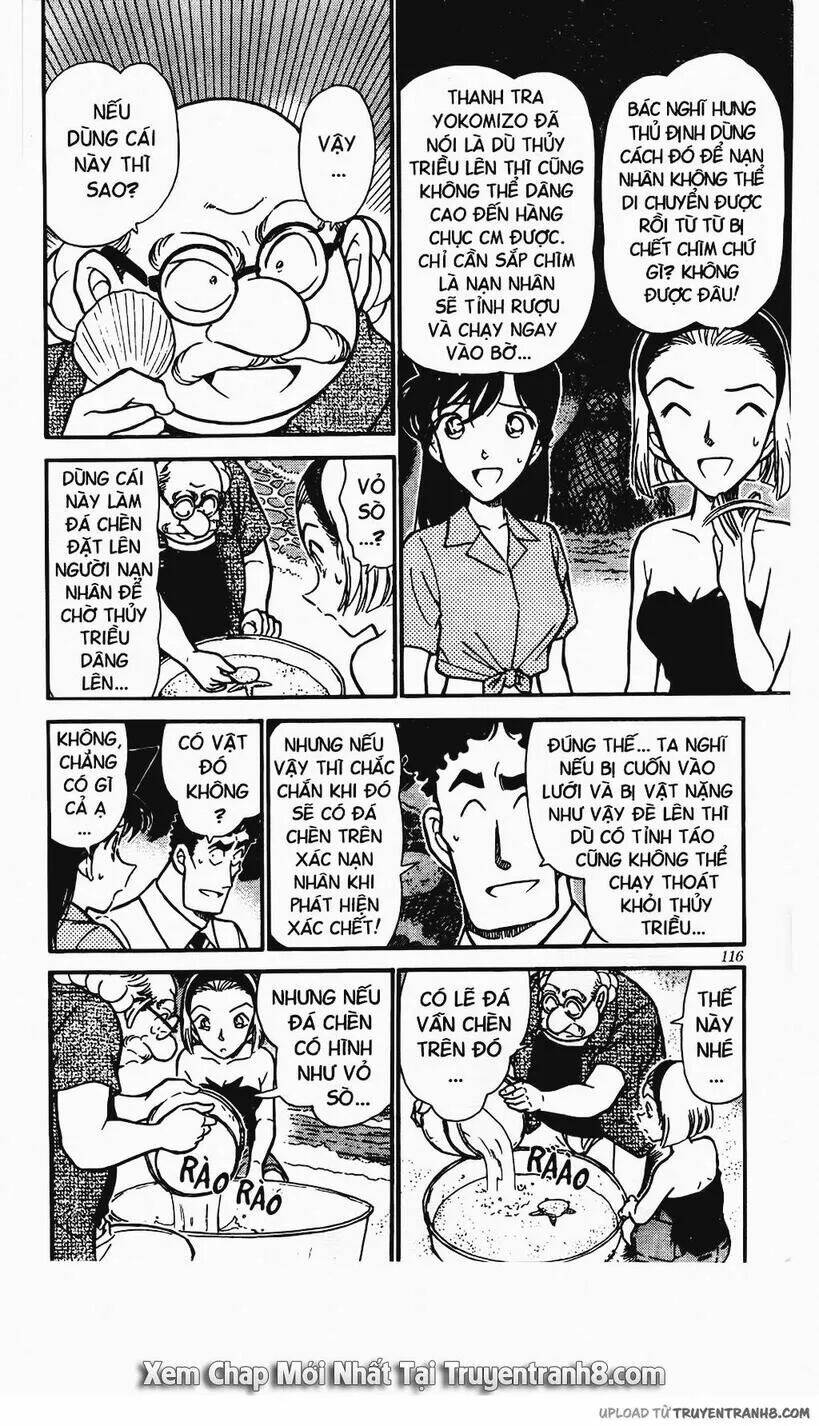 BÁC NGHĨ HUNG
THỦ ĐỊNH DÙNG
CÁCH ĐÓ ĐỂ NẠN
NHÂN KHÔNG THỂ
DI CHUYỂN ĐƯỢC
RỒI TỪ TỪ BỊ
CHẾT CHÌM CHỨ
GÌ? KHÔNG
ĐƯỢC ĐÂU!
THANH TRA
YOKOMIZO ĐÃ
NÓI LÀ DÙ THỦY
TRIỀU LÊN THÌ CŨNG
KHÔNG THỂ DÂNG
CAO ĐẾN HÀNG
CHỤC CM ĐƯỢC.
CHỈ CẦN SẮP CHÌM
LÀ NẠN NHÂN
SẼ TỈNH RƯỢU
VÀ CHẠY NGAY
VÀO BỜ...
VẬY
...
NẾU
DÙNG CÁI
NÀY THÌ
SAO?
VỎ
SÒ
...?
DÙNG CÁI
NÀY LÀM
ĐÁ CHÈN
ĐẶT LÊN
NGƯỜI NẠN
NHÂN ĐỂ
CHỜ THỦY
TRIỀU
DÂNG
LÊN...
ĐÚNG THẾ... TA NGHĨ
NẾU BỊ CUỐN VÀO
LƯỚI VÀ BỊ VẬT NẶNG
NHƯ VẬY ĐÈ LÊN THÌ
DÙ CÓ TỈNH TÁO
CŨNG KHÔNG THỂ
CHẠY THOÁT
KHỎI THỦY
TRIỀU...
NHƯNG NẾU
VẬY THÌ CHẮC
CHẮN KHI ĐÓ
SẼ CÓ ĐÁ
CHÈN TRÊN
XÁC NẠN
NHÂN KHI
PHÁT HIỆN
XÁC CHẾT!
CÓ VẬT
ĐÓ KHÔNG
?
KHÔNG,
CHẲNG
CÓ GÌ
CẢ Ạ
...
116
THẾ
NÀY NHÉ
...
CÓ LẼ ĐÁ
VẪN CHÈN
TRÊN ĐÓ
...
RÀAO
NHƯNG NẾU
ĐÁ CHÈN
CÓ HÌNH
NHƯ VỎ
SÒ...
RÀO RÀO
Xem Chap Mới Nhất Tại Truyentranh8.com
UPLOAD TỪ TRUYENTRANH8.COM